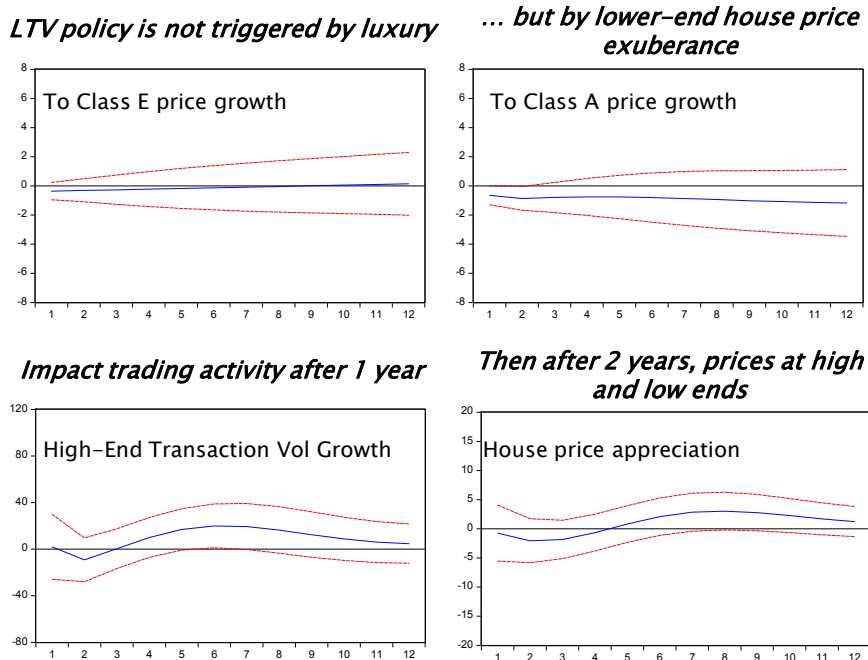 LTV policy is not triggered by luxury
8
6
4
2
0
-2
-4
-6
-8
To Class E price growth
1 2 3 4 5 6 7 8 9 10 11 12
... but by lower-end house price
exuberance
8
6
4
2
0
-2
-4
-6
-8
To Class A price growth
1 2 3 4 5 6 7 8 9 10 11 12
Impact trading activity after 1 year
120
80
40
0
-40
-80
High-End Transaction Vol Growth
1 2 3 4 5 6 7 8 9 10 11 12
Then after 2 years, prices at high
and low ends
20
15
10
5
0
-5
-10
-15
-20
House price appreciation
1 2 3 4 5 6 7 8 9 10 11 12